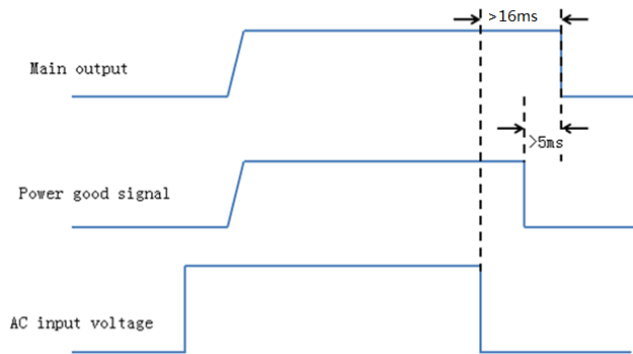 >16ms
Main output
>5ms
Power good signal
AC input voltage